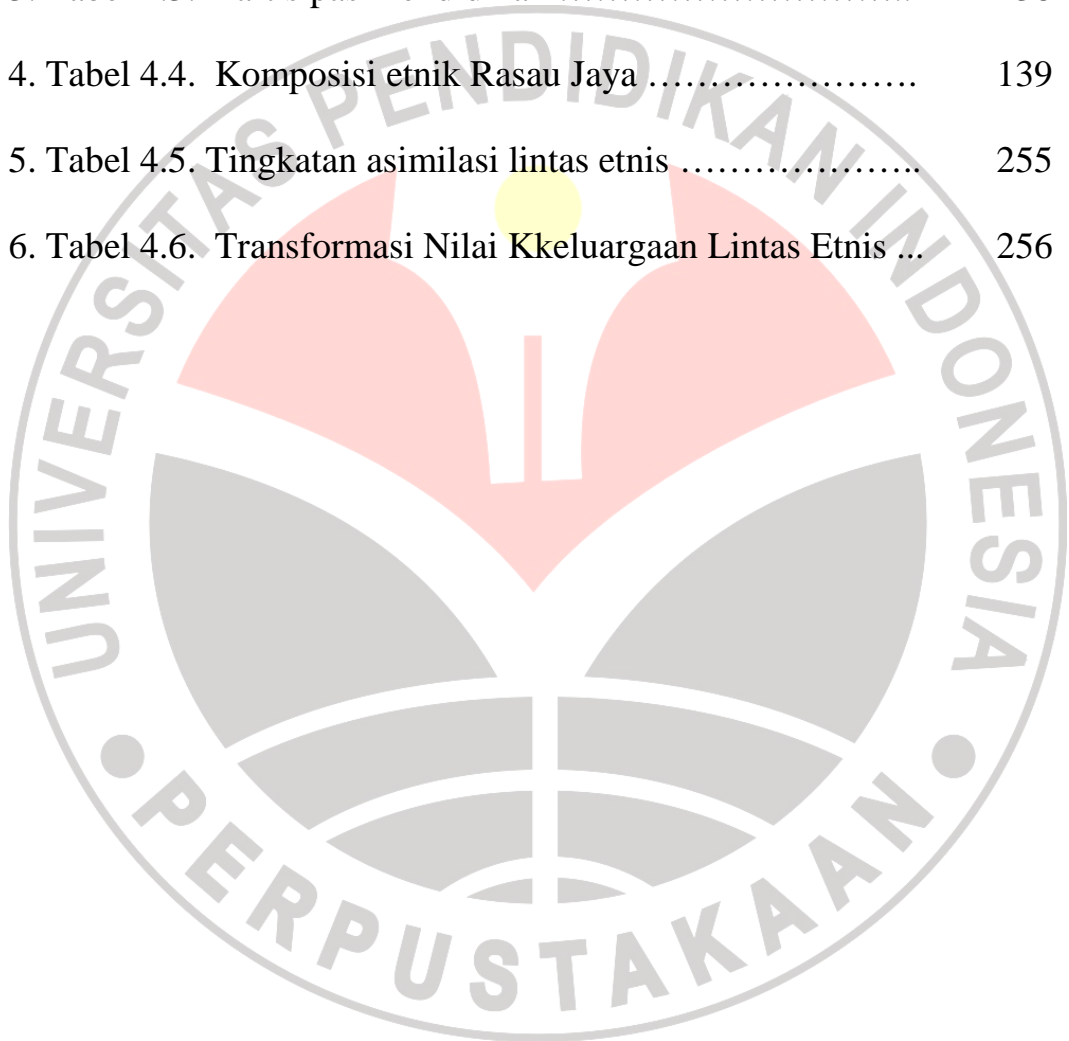 4. Tabel 4.4. Komposisi etnik Rasau Jaya …………………. 139
5. Tabel 4.5. Tingkatan asimilasi lintas etnis ……………….. 255
6. Tabel 4.6. Transformasi Nilai Kkeluargaan Lintas Etnis ... 256
UNIVERSITAS PENDIDIKAN INDONESIA
PERPUSTAKAAN